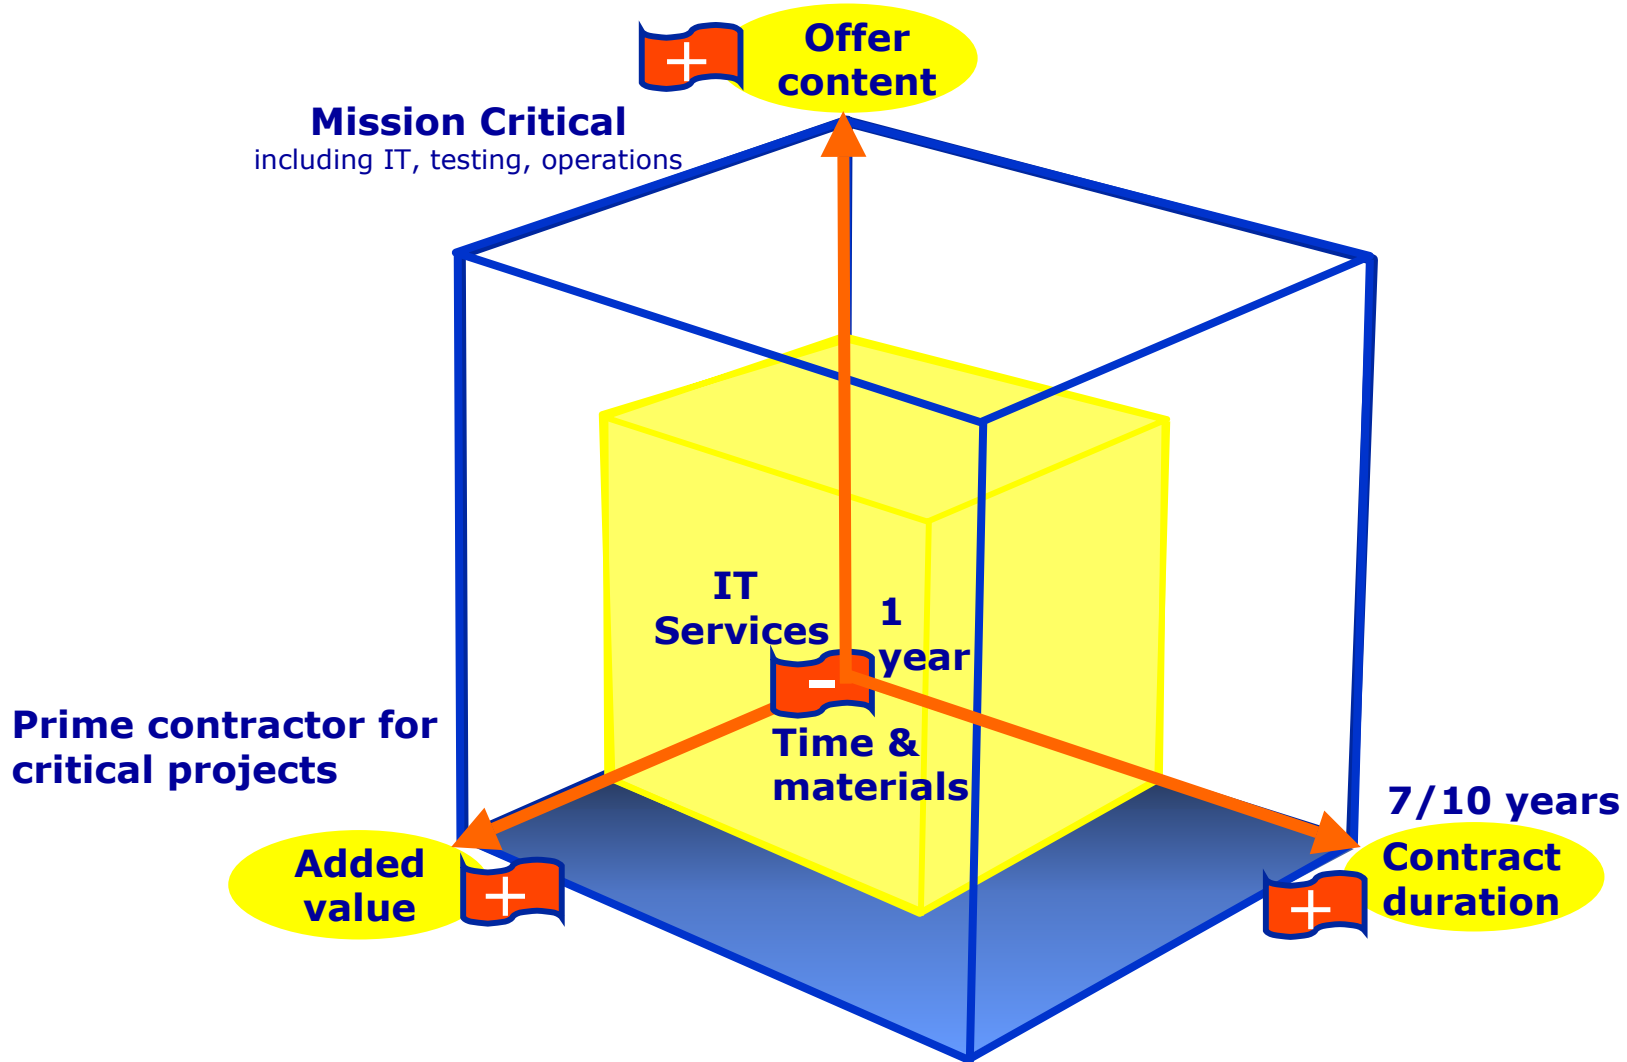 +
Offer
content
Mission Critical
including IT, testing, operations
IT
Services
1
year
-
Time &
materials
Prime contractor for
critical projects
7/10 years
Added
value
+
Contract
duration
+